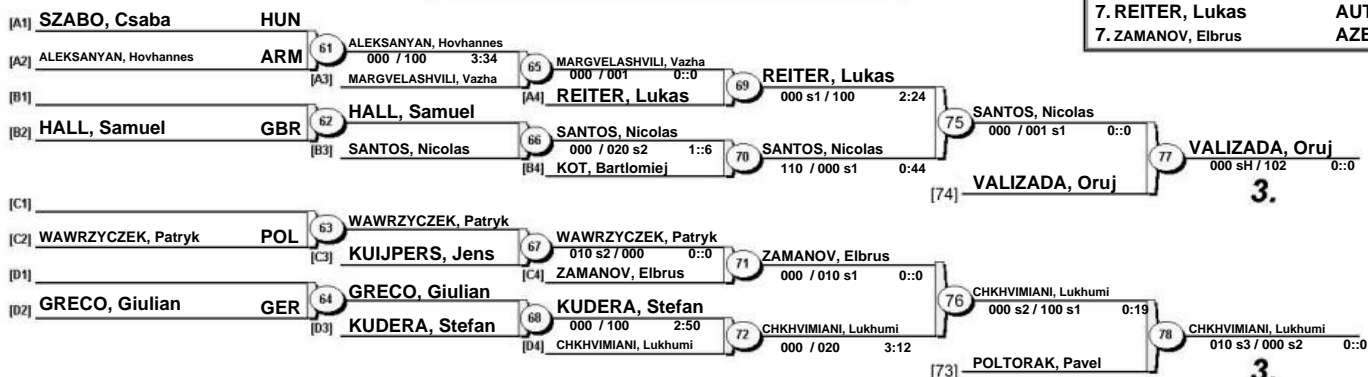 7. REITER, Lukas AUT
7. ZAMANOV, Elbrus AZE
[A1] SZABO, Csaba HUN
[A2] ALEKSANYAN, Hovhannes ARM
61
ALEKSANYAN, Hovhannes
000 / 100 3:34
[A3] MARGVELASHVILI, Vazha
65
MARGVELASHVILI, Vazha
000 / 001 0::0
[A4] REITER, Lukas
69
REITER, Lukas
000 s1 / 100 2:24
[B1]
[B2] HALL, Samuel GBR
62
HALL, Samuel
[B3] SANTOS, Nicolas
66
SANTOS, Nicolas
000 / 020 s2 1::6
[B4] KOT, Bartlomiej
70
SANTOS, Nicolas
110 / 000 s1 0:44
75
SANTOS, Nicolas
000 / 001 s1 0::0
[74] VALIZADA, Oruj
77
VALIZADA, Oruj
000 sH / 102 0::0
3.
[C1]
[C2] WAWRZYCZEK, Patryk POL
63
WAWRZYCZEK, Patryk
[C3] KUIJPERS, Jens
67
WAWRZYCZEK, Patryk
010 s2 / 000 0::0
[C4] ZAMANOV, Elbrus
71
ZAMANOV, Elbrus
000 / 010 s1 0::0
[D1]
[D2] GRECO, Giulian GER
64
GRECO, Giulian
[D3] KUDERA, Stefan
68
KUDERA, Stefan
000 / 100 2:50
[D4] CHKHVIMIANI, Lukhumi
72
CHKHVIMIANI, Lukhumi
000 / 020 3:12
76
CHKHVIMIANI, Lukhumi
000 s2 / 100 s1 0:19
[73] POLTORAK, Pavel
78
CHKHVIMIANI, Lukhumi
010 s3 / 000 s2 0::0
3.